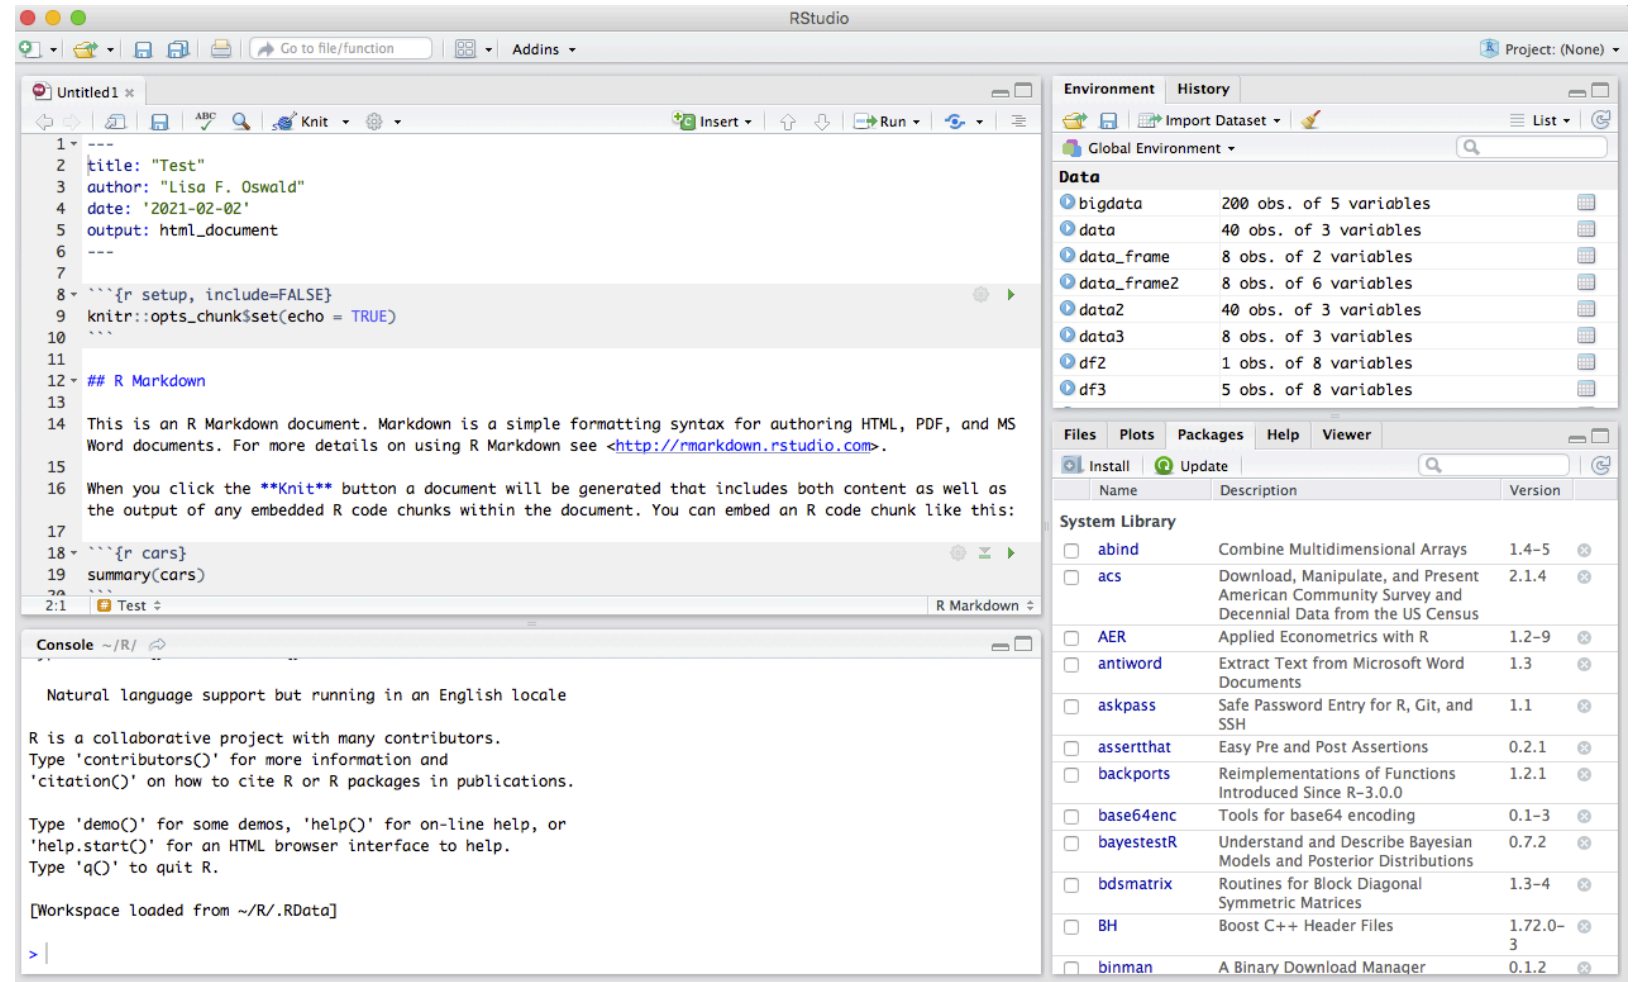 RStudio
Go to file/function
Addins
Project: (None)
Untitled1
ABC
Knit
Insert
Run
1 ---
2 title: "Test"
3 author: "Lisa F. Oswald"
4 date: '2021-02-02'
5 output: html_document
6 ---
7
8 ```{r setup, include=FALSE}
9 knitr::opts_chunk$set(echo = TRUE)
10 ```
11
12 ## R Markdown
13
14 This is an R Markdown document. Markdown is a simple formatting syntax for authoring HTML, PDF, and MS
Word documents. For more details on using R Markdown see <http://rmarkdown.rstudio.com>.
15
16 When you click the **Knit** button a document will be generated that includes both content as well as
the output of any embedded R code chunks within the document. You can embed an R code chunk like this:
17
18 ```{r cars}
19 summary(cars)
20 ```
2:1 # Test R Markdown
Console ~/R/
Natural language support but running in an English locale
R is a collaborative project with many contributors.
Type 'contributors()' for more information and
'citation()' on how to cite R or R packages in publications.
Type 'demo()' for some demos, 'help()' for on-line help, or
'help.start()' for an HTML browser interface to help.
Type 'q()' to quit R.
[Workspace loaded from ~/R/.RData]
>
Environment History
Import Dataset List
Global Environment
Data
bigdata 200 obs. of 5 variables
data 40 obs. of 3 variables
data_frame 8 obs. of 2 variables
data_frame2 8 obs. of 6 variables
data2 40 obs. of 3 variables
data3 8 obs. of 3 variables
df2 1 obs. of 8 variables
df3 5 obs. of 8 variables
Files Plots Packages Help Viewer
Install Update
Name Description Version
System Library
abind Combine Multidimensional Arrays 1.4-5
acs Download, Manipulate, and Present 2.1.4
American Community Survey and
Decennial Data from the US Census
AER Applied Econometrics with R 1.2-9
antiword Extract Text from Microsoft Word 1.3
Documents
askpass Safe Password Entry for R, Git, and 1.1
SSH
assertthat Easy Pre and Post Assertions 0.2.1
backports Reimplementations of Functions 1.2.1
Introduced Since R-3.0.0
base64enc Tools for base64 encoding 0.1-3
bayestestR Understand and Describe Bayesian 0.7.2
Models and Posterior Distributions
bdsmatrix Routines for Block Diagonal 1.3-4
Symmetric Matrices
BH Boost C++ Header Files 1.72.0-
3
binman A Binary Download Manager 0.1.2